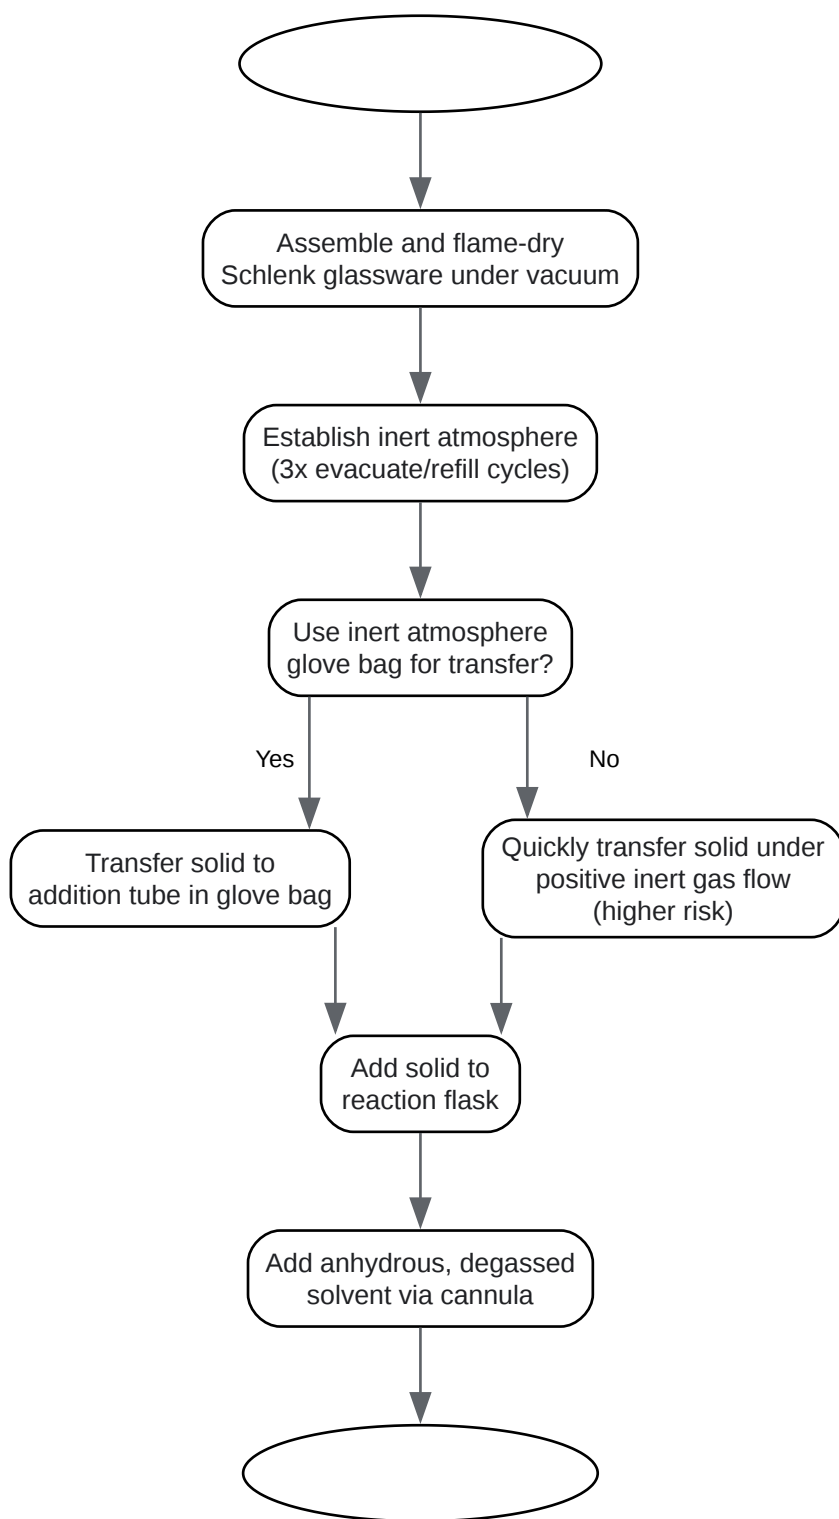 Assemble and flame-dry
Schlenk glassware under vacuum
Establish inert atmosphere
(3x evacuate/refill cycles)
Use inert atmosphere
glove bag for transfer?
Yes
No
Transfer solid to
addition tube in glove bag
Quickly transfer solid under
positive inert gas flow
(higher risk)
Add solid to
reaction flask
Add anhydrous, degassed
solvent via cannula